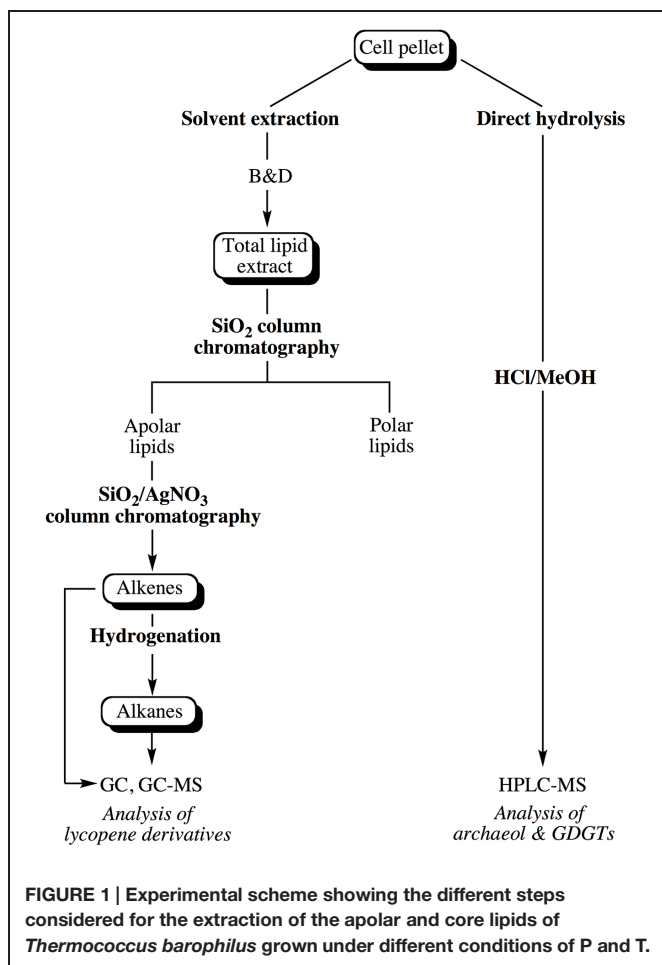 Cell pellet
Solvent extraction
Direct hydrolysis
B&D
Total lipid
extract
SiO₂ column
chromatography
HCl/MeOH
Apolar
lipids
Polar
lipids
SiO₂/AgNO₃
column chromatography
Alkenes
Hydrogenation
Alkanes
GC, GC-MS
Analysis of
lycopene derivatives
HPLC-MS
Analysis of
archaeol & GDGTs
FIGURE 1 | Experimental scheme showing the different steps
considered for the extraction of the apolar and core lipids of
Thermococcus barophilus grown under different conditions of P and T.